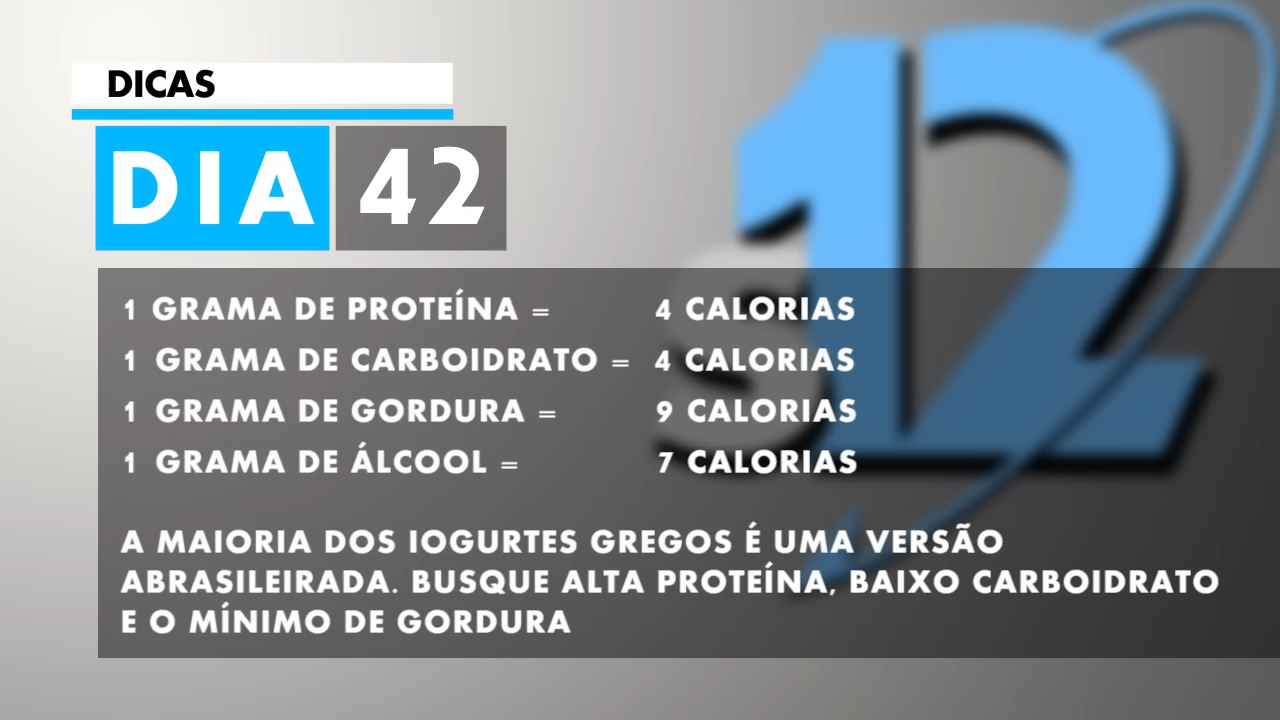 DICAS
DIA 42
1 GRAMA DE PROTEÍNA = 4 CALORIAS
1 GRAMA DE CARBOIDRATO = 4 CALORIAS
1 GRAMA DE GORDURA = 9 CALORIAS
1 GRAMA DE ÁLCOOL = 7 CALORIAS
A MAIORIA DOS IOGURTES GREGOS É UMA VERSÃO
ABRASILEIRADA. BUSQUE ALTA PROTEÍNA, BAIXO CARBOIDRATO
E O MÍNIMO DE GORDURA
S12